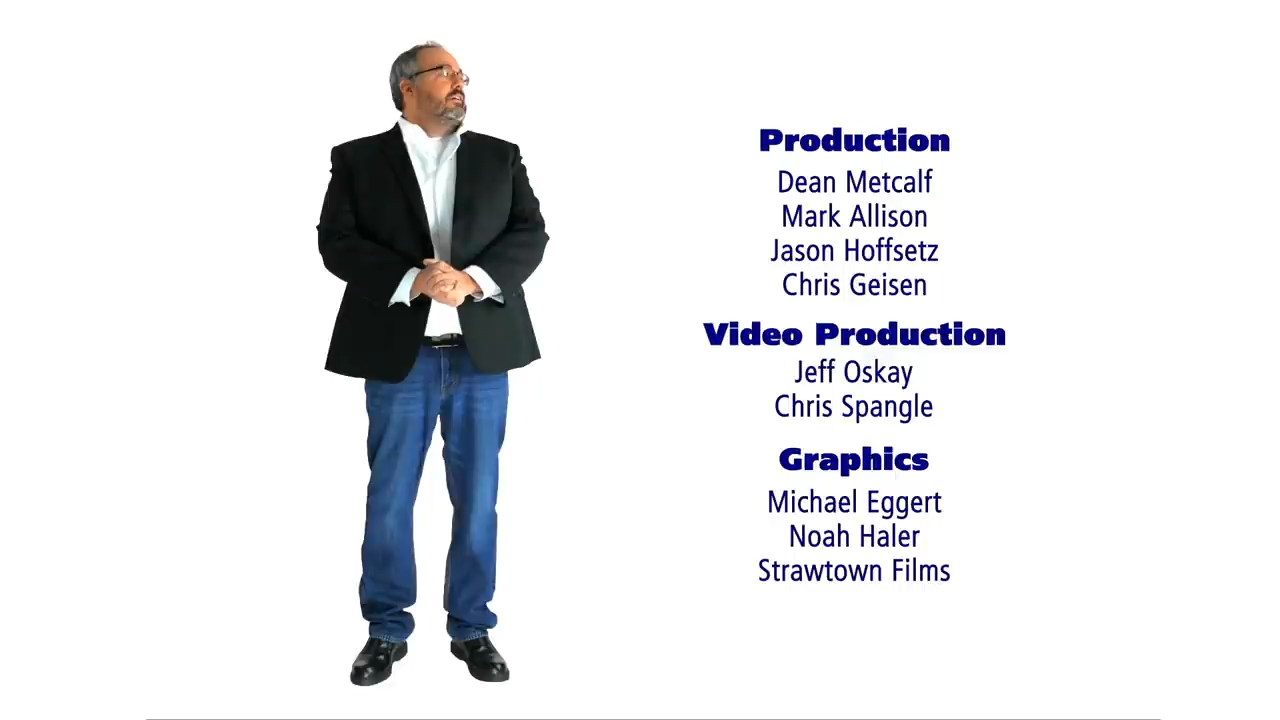 Production
Dean Metcalf
Mark Allison
Jason Hoffsetz
Chris Geisen
Video Production
Jeff Oskay
Chris Spangle
Graphics
Michael Eggert
Noah Haler
Strawtown Films